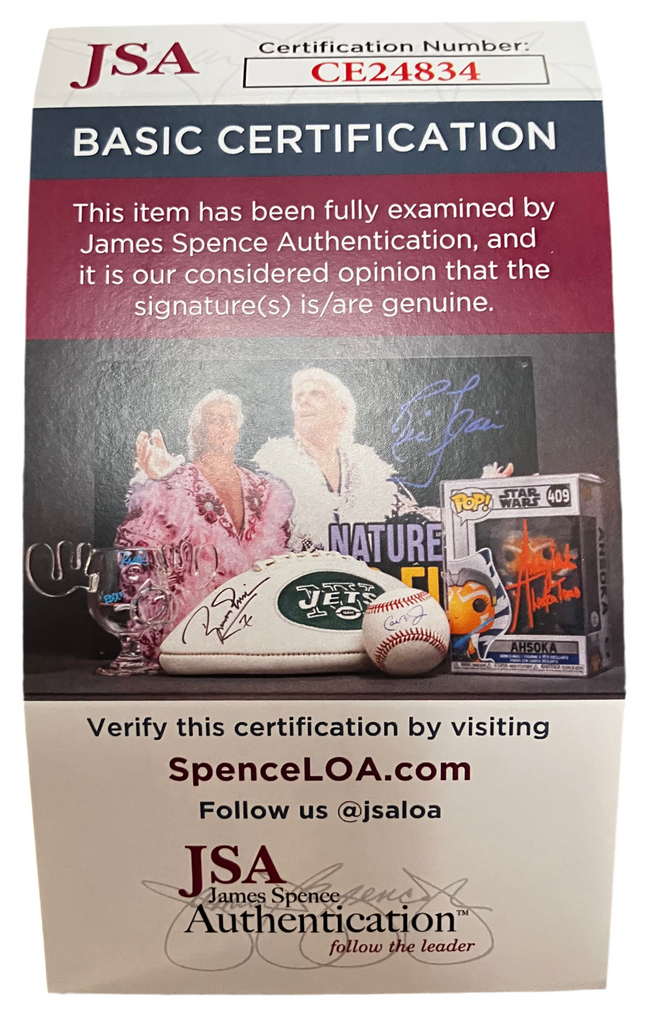 JSA
Certification Number:
CE24834
BASIC CERTIFICATION
This item has been fully examined by
James Spence Authentication, and
it is our considered opinion that the
signature(s) is/are genuine.
NATURE
JETS
POP!
STAR
WARS
409
AHSOKA
AHSOKA
Verify this certification by visiting
SpenceLOA.com
Follow us @jsaloa
JSA
James Spence
Authentication™
follow the leader